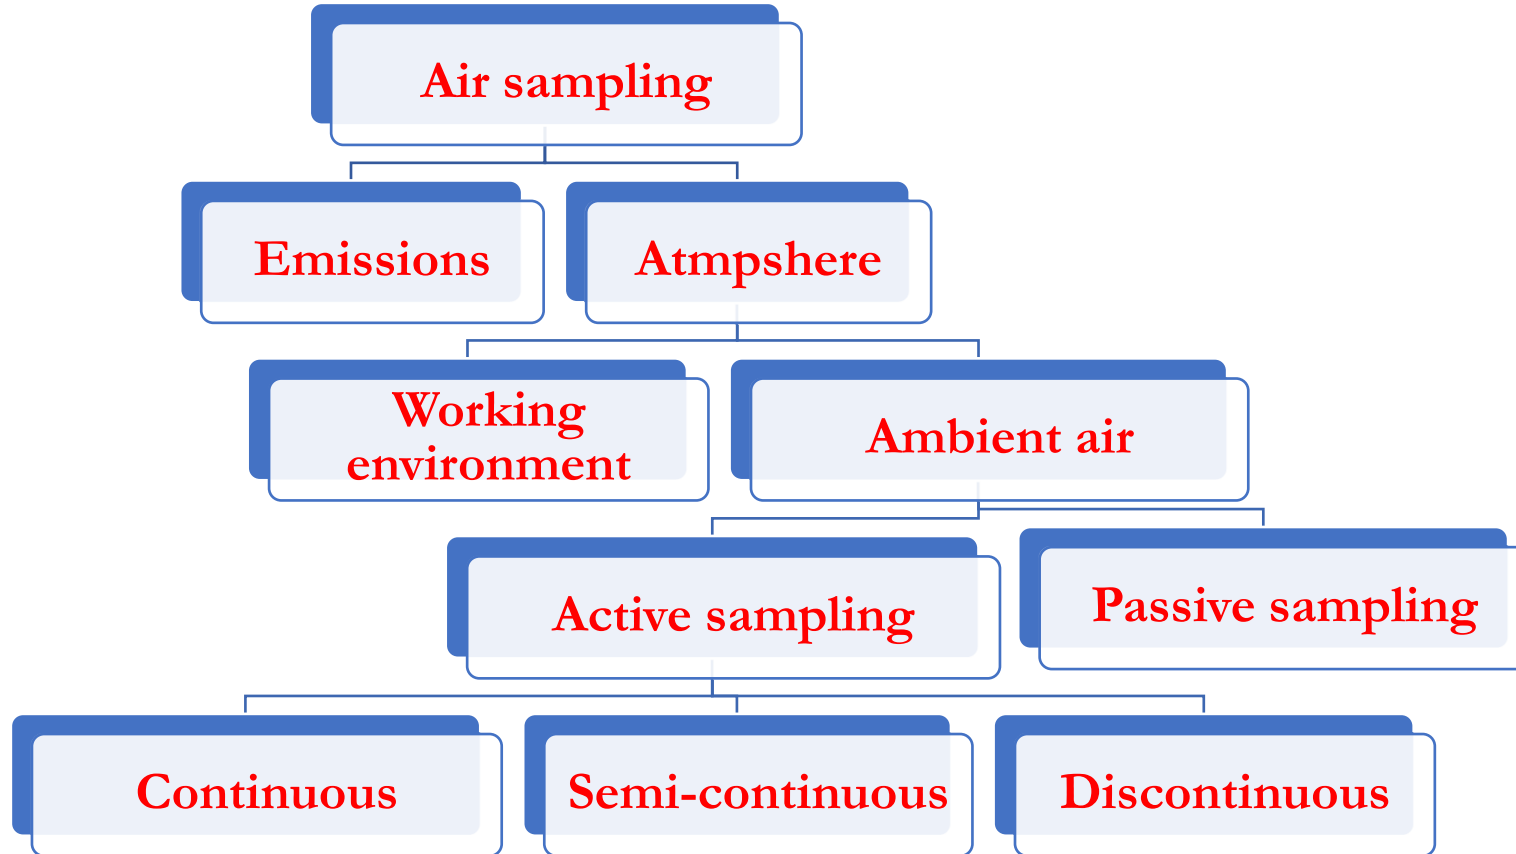 Air sampling
Emissions
Atmpshere
Working
environment
Ambient air
Active sampling
Passive sampling
Continuous
Semi-continuous
Discontinuous